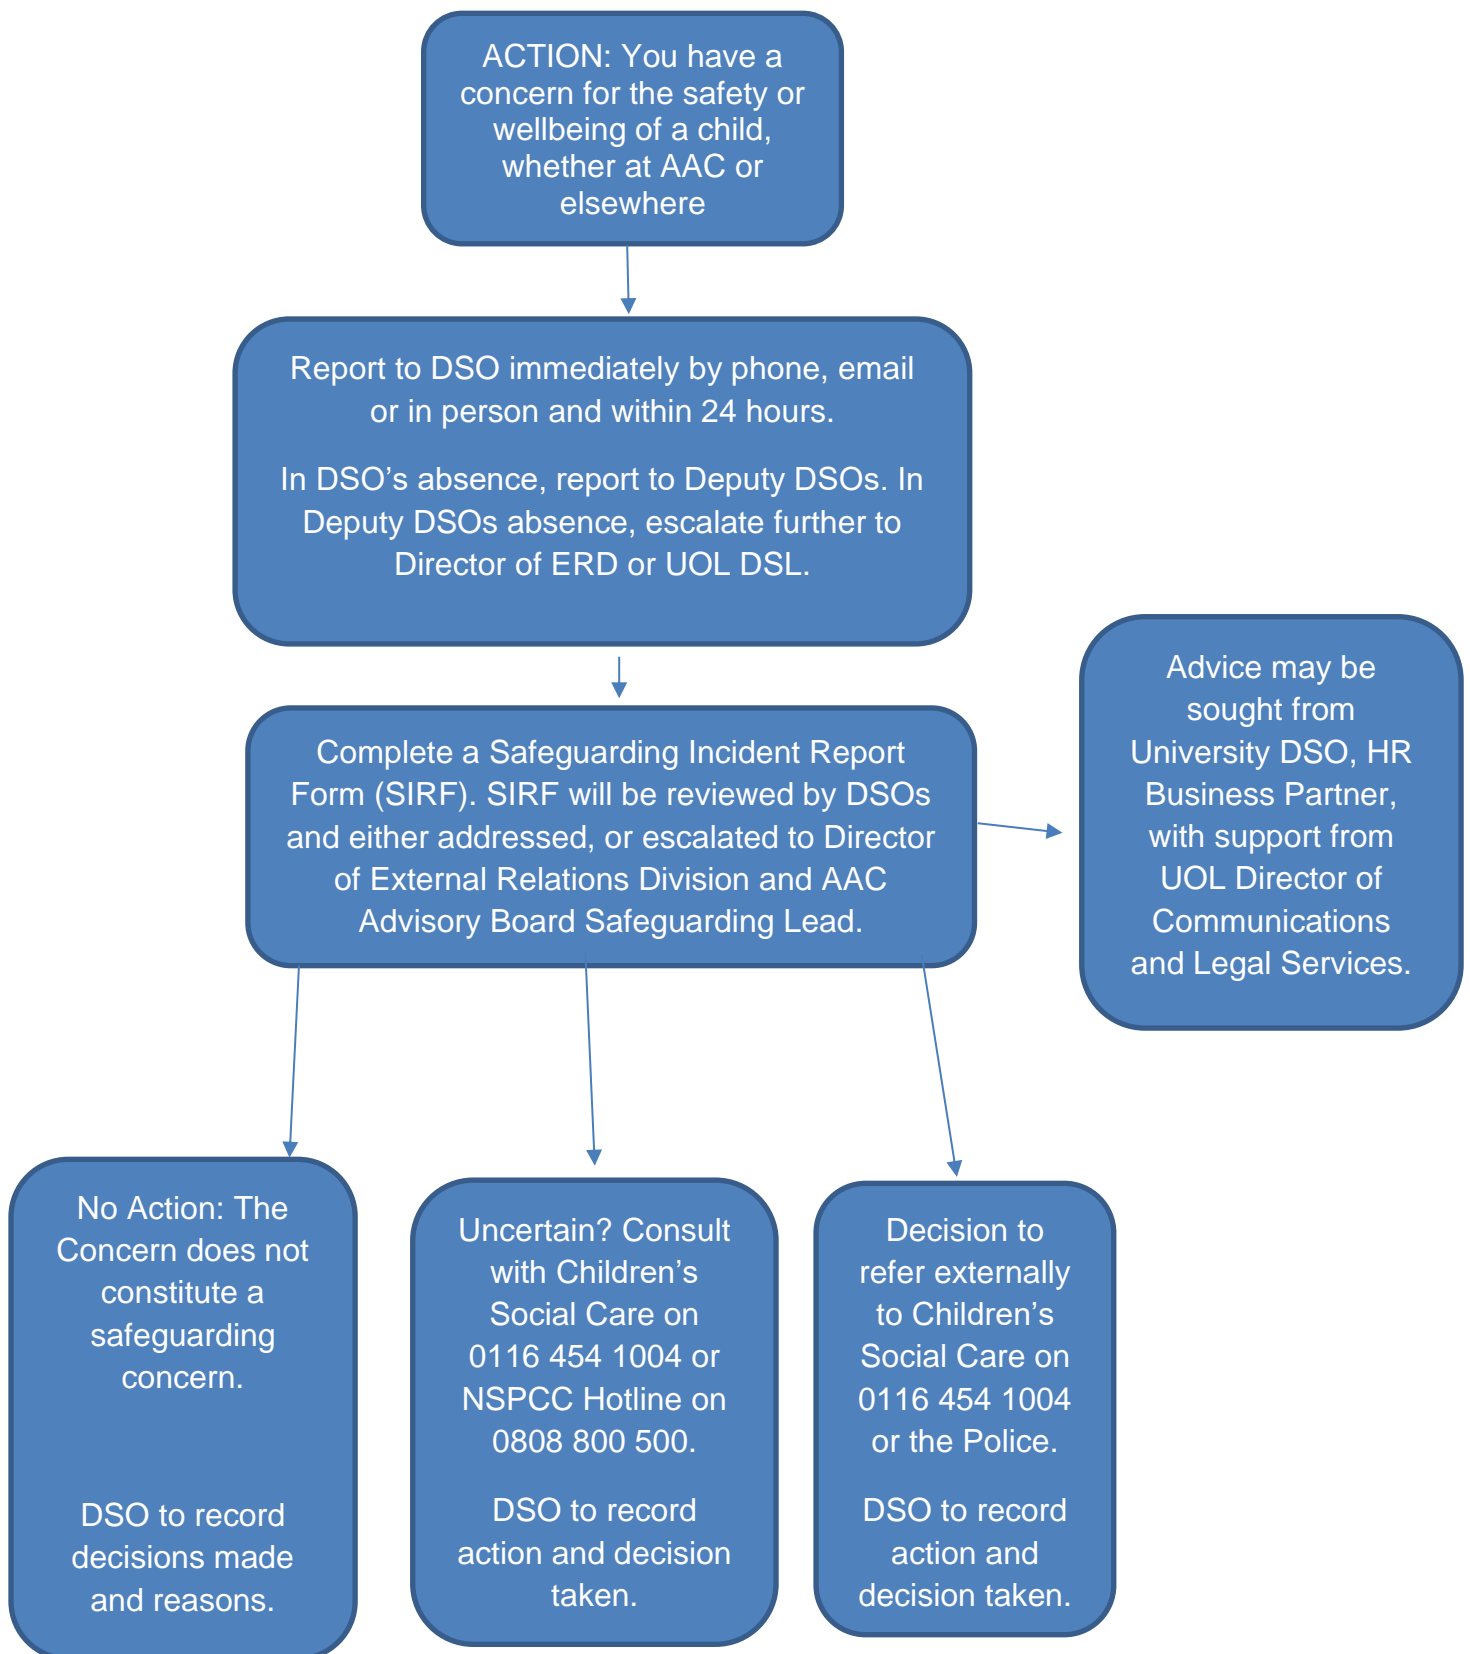 ACTION: You have a
concern for the safety or
wellbeing of a child,
whether at AAC or
elsewhere
Report to DSO immediately by phone, email
or in person and within 24 hours.
In DSO’s absence, report to Deputy DSOs. In
Deputy DSOs absence, escalate further to
Director of ERD or UOL DSL.
Complete a Safeguarding Incident Report
Form (SIRF). SIRF will be reviewed by DSOs
and either addressed, or escalated to Director
of External Relations Division and AAC
Advisory Board Safeguarding Lead.
Advice may be
sought from
University DSO, HR
Business Partner,
with support from
UOL Director of
Communications
and Legal Services.
No Action: The
Concern does not
constitute a
safeguarding
concern.
DSO to record
decisions made
and reasons.
Uncertain? Consult
with Children’s
Social Care on
0116 454 1004 or
NSPCC Hotline on
0808 800 500.
DSO to record
action and decision
taken.
Decision to
refer externally
to Children’s
Social Care on
0116 454 1004
or the Police.
DSO to record
action and
decision taken.